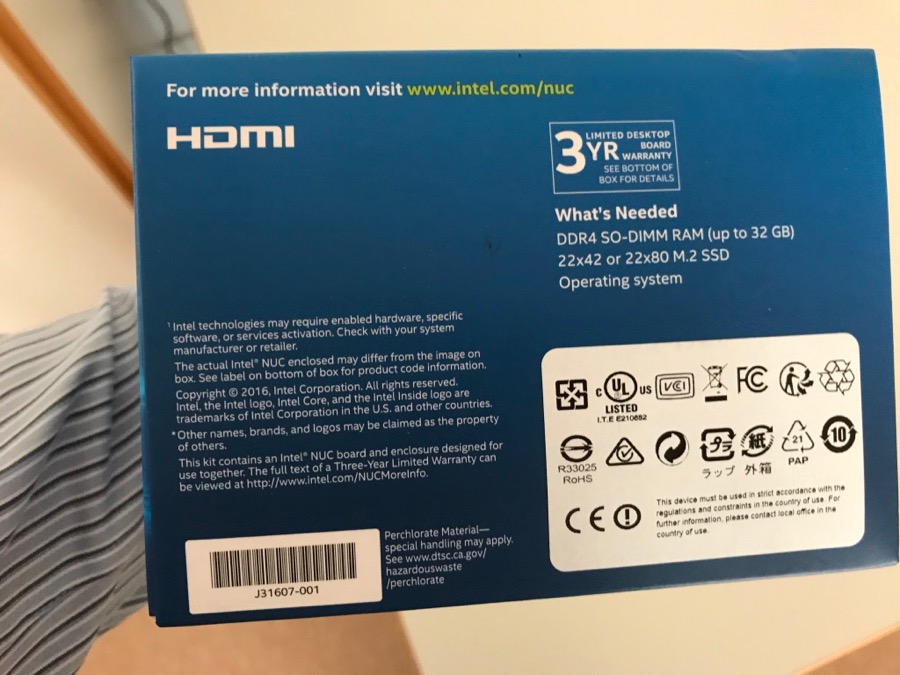 For more information visit www.intel.com/nuc
HDMI
3 YR
LIMITED DESKTOP
BOARD
WARRANTY
SEE BOTTOM OF
BOX FOR DETAILS
What's Needed
DDR4 SO-DIMM RAM (up to 32 GB)
22x42 or 22x80 M.2 SSD
Operating system
¹ Intel technologies may require enabled hardware, specific
software, or services activation. Check with your system
manufacturer or retailer.
The actual Intel® NUC enclosed may differ from the image on
box. See label on bottom of box for product code information.
Copyright © 2016, Intel Corporation. All rights reserved.
Intel, the Intel logo, Intel Core, and the Intel Inside logo are
trademarks of Intel Corporation in the U.S. and other countries.
*Other names, brands, and logos may be claimed as the property
of others.
This kit contains an Intel® NUC board and enclosure designed for
use together. The full text of a Three-Year Limited Warranty can
be viewed at http://www.intel.com/NUCMoreInfo.
J31607-001
Perchlorate Material—
special handling may apply.
See www.dtsc.ca.gov/
hazardouswaste
/perchlorate
C UL US
LISTED
I.T.E E210882
VCI
FC
R33025
RoHS
プラ
ラップ
紙
外箱
21
PAP
10
CE
This device must be used in strict accordance with the
regulations and constraints in the country of use. For
further information, please contact local office in the
country of use.